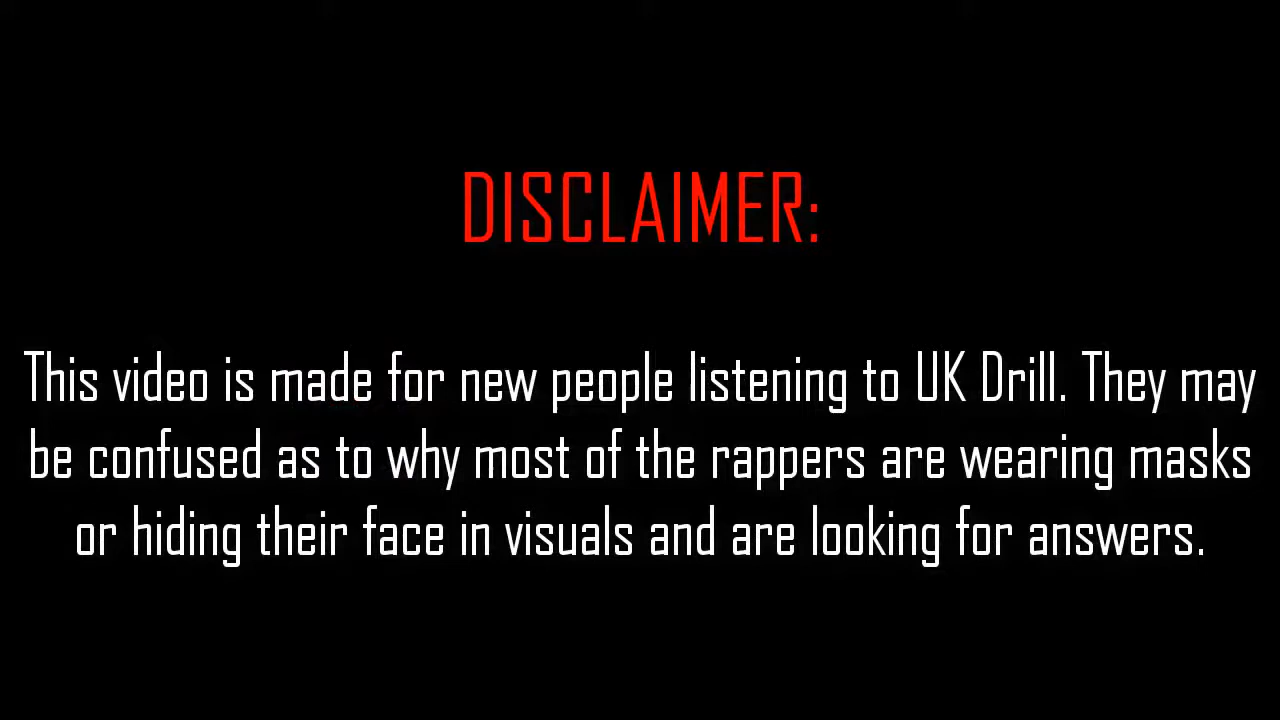 DISCLAIMER:
This video is made for new people listening to UK Drill. They may
be confused as to why most of the rappers are wearing masks
or hiding their face in visuals and are looking for answers.